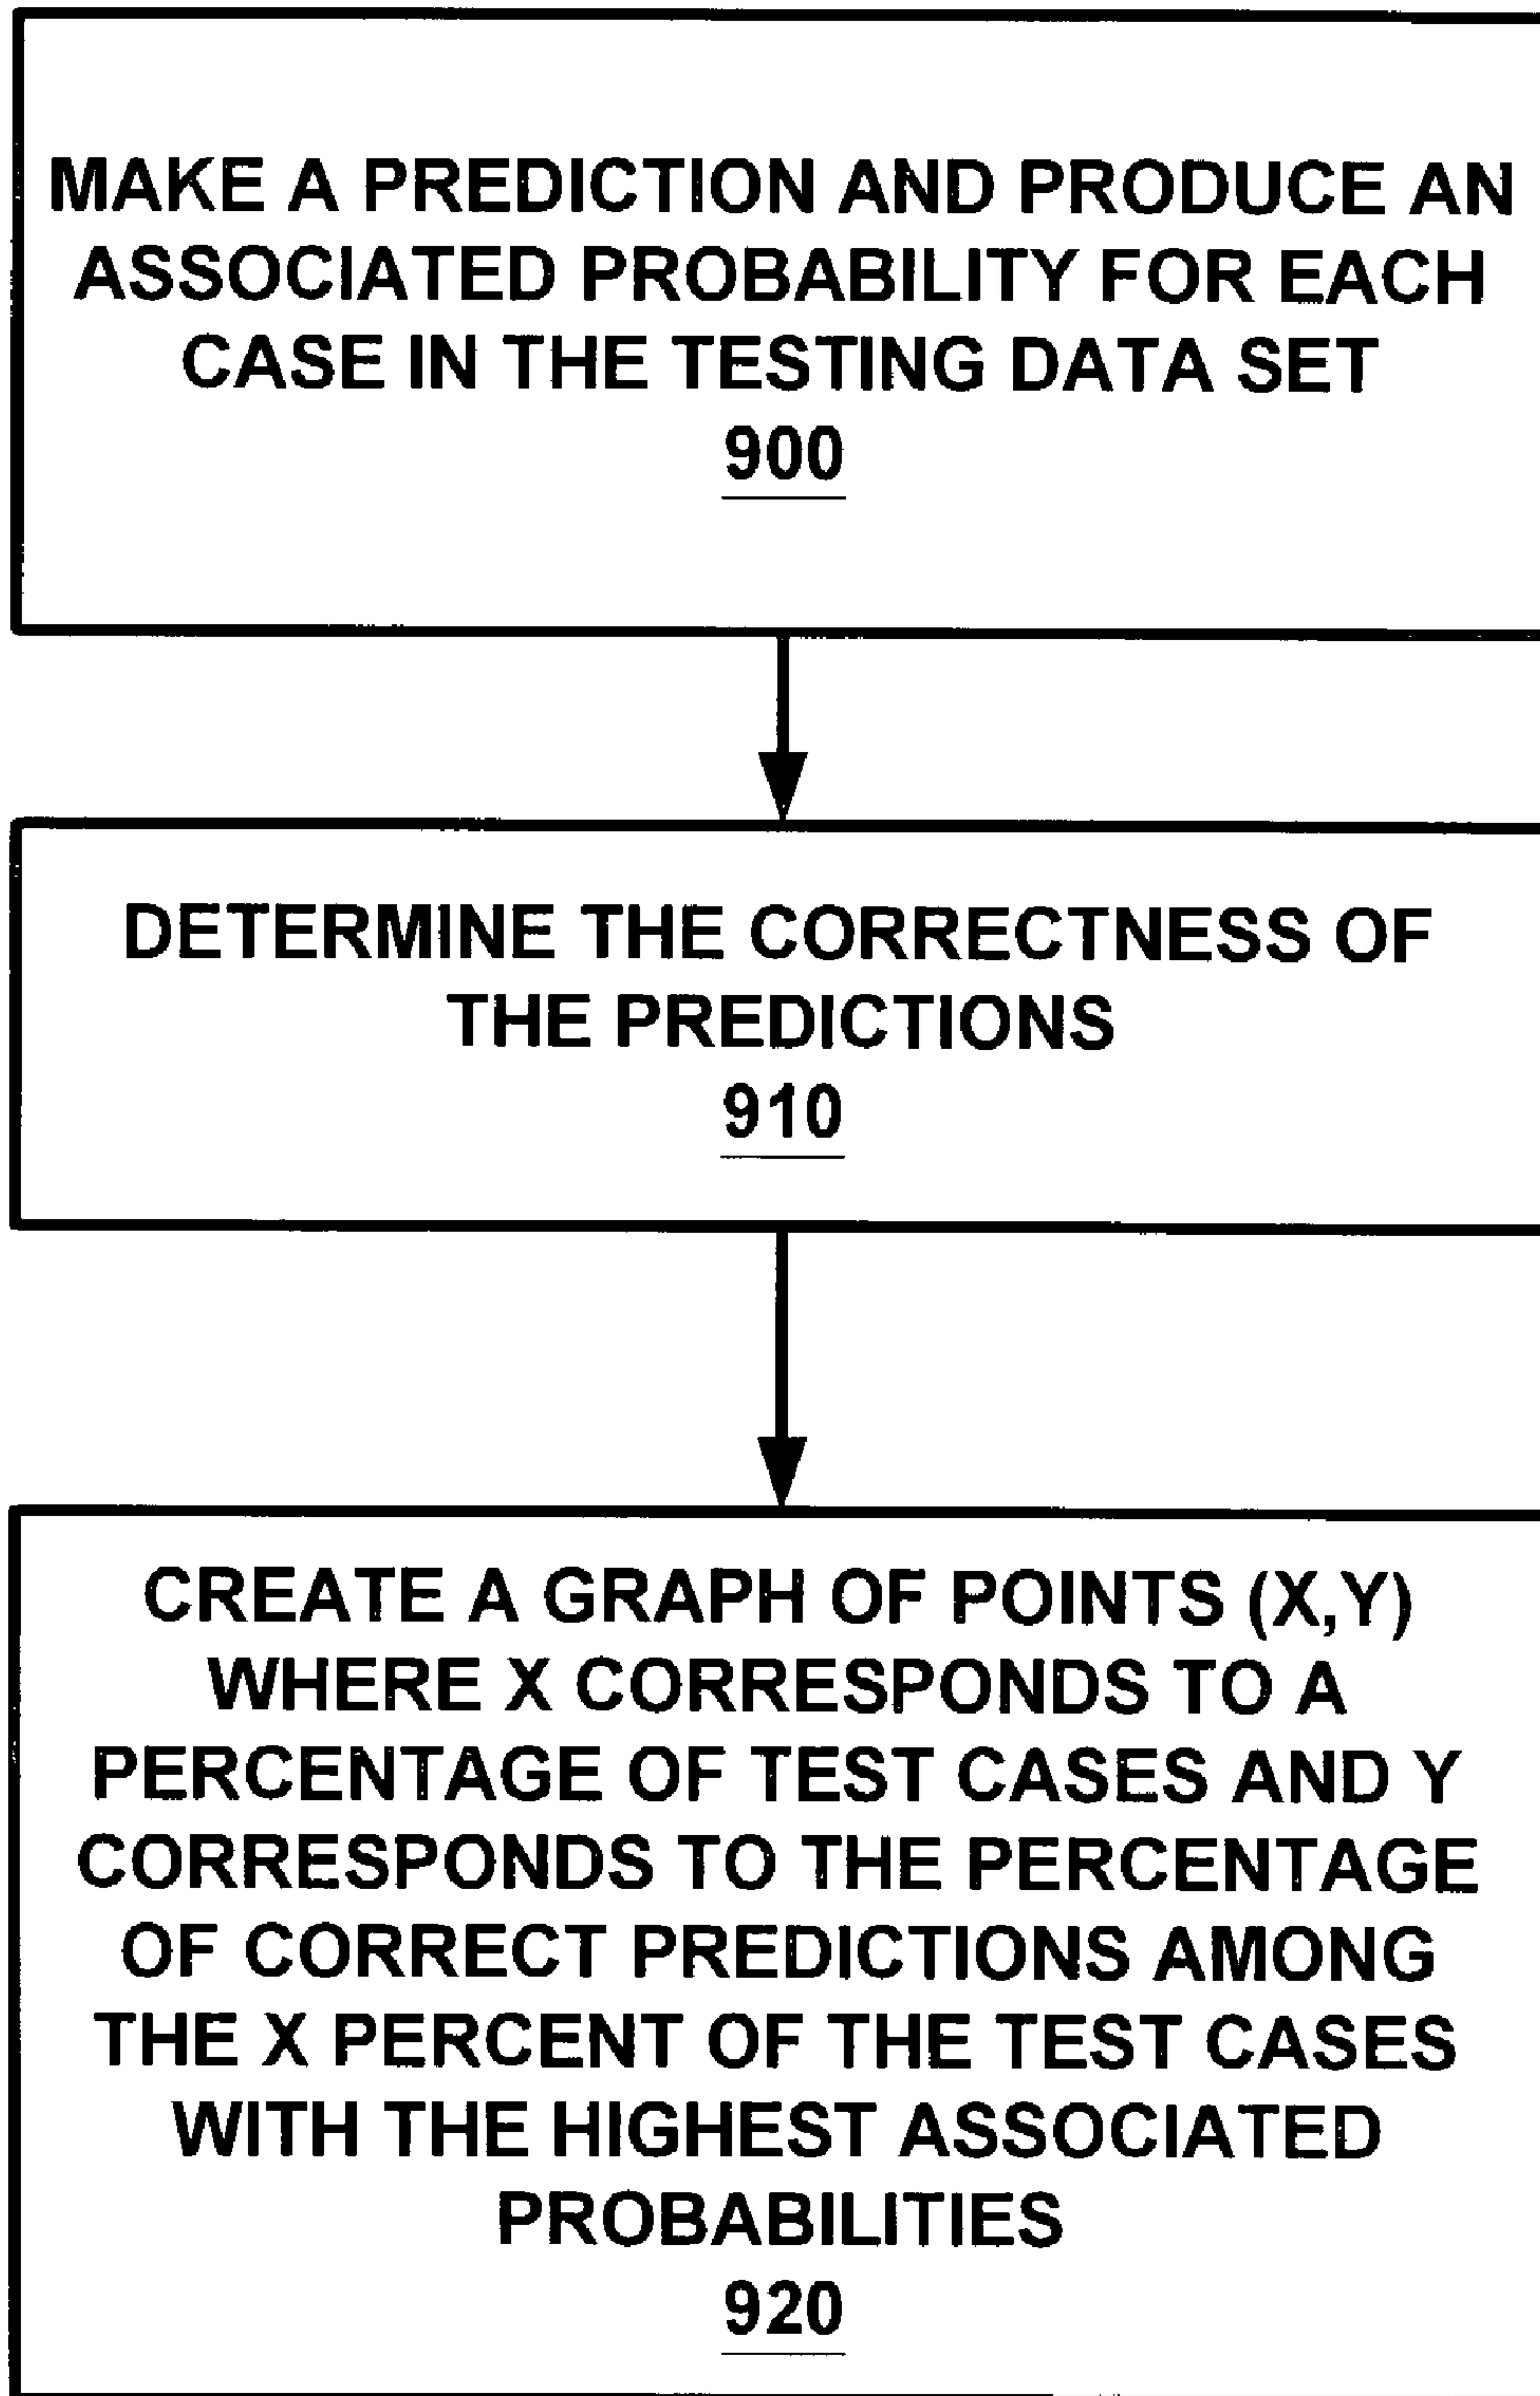 MAKE A PREDICTION AND PRODUCE AN
ASSOCIATED PROBABILITY FOR EACH
CASE IN THE TESTING DATA SET
900
DETERMINE THE CORRECTNESS OF
THE PREDICTIONS
910
CREATE A GRAPH OF POINTS (X,Y)
WHERE X CORRESPONDS TO A
PERCENTAGE OF TEST CASES AND Y
CORRESPONDS TO THE PERCENTAGE
OF CORRECT PREDICTIONS AMONG
THE X PERCENT OF THE TEST CASES
WITH THE HIGHEST ASSOCIATED
PROBABILITIES
920